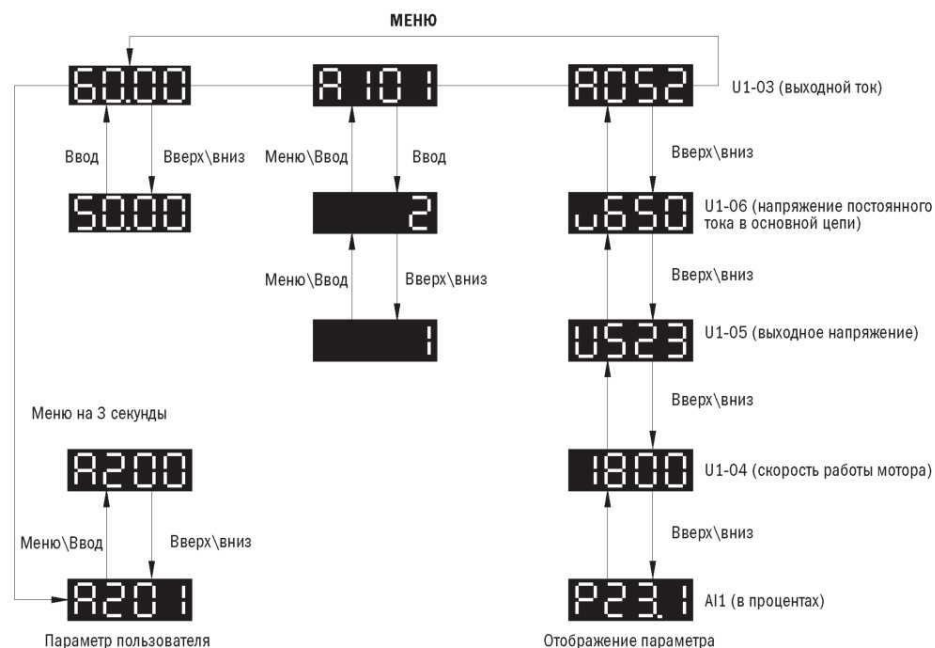 МЕНЮ
60.00
A101
A052
U1-03 (выходной ток)
Ввод
Вверх\вниз
Меню\Ввод
Ввод
Вверх\вниз
50.00
2
u650
U1-06 (напряжение постоянного
тока в основной цепи)
Меню\Ввод
Вверх\вниз
Вверх\вниз
1
U523
U1-05 (выходное напряжение)
Меню на 3 секунды
Вверх\вниз
A200
1800
U1-04 (скорость работы мотора)
Меню\Ввод
Вверх\вниз
Вверх\вниз
A201
P23.1
AI1 (в процентах)
Параметр пользователя
Отображение параметра